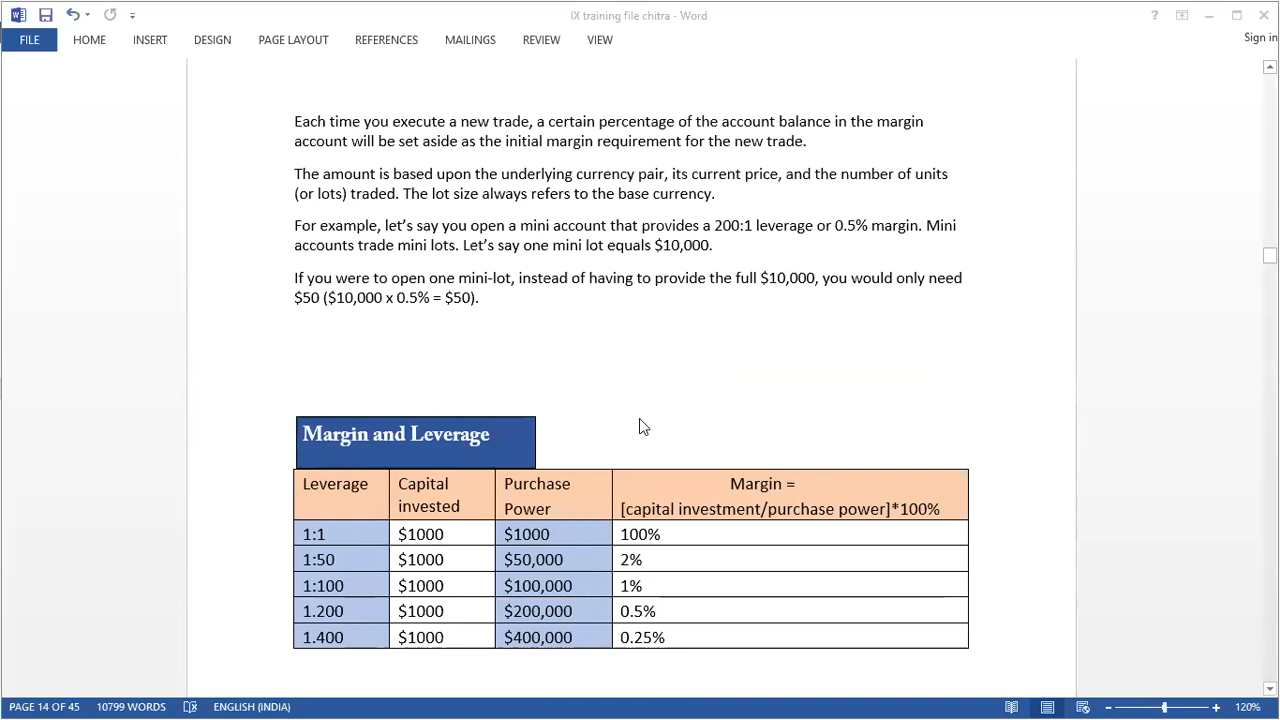 IX training file chitra - Word
?
FILE HOME INSERT DESIGN PAGE LAYOUT REFERENCES MAILINGS REVIEW VIEW
Sign in
Each time you execute a new trade, a certain percentage of the account balance in the margin
account will be set aside as the initial margin requirement for the new trade.
The amount is based upon the underlying currency pair, its current price, and the number of units
(or lots) traded. The lot size always refers to the base currency.
For example, let’s say you open a mini account that provides a 200:1 leverage or 0.5% margin. Mini
accounts trade mini lots. Let’s say one mini lot equals $10,000.
If you were to open one mini-lot, instead of having to provide the full $10,000, you would only need
$50 ($10,000 x 0.5% = $50).
Margin and Leverage
Leverage Capital invested Purchase Power Margin = [capital investment/purchase power]*100%
1:1 $1000 $1000 100%
1:50 $1000 $50,000 2%
1:100 $1000 $100,000 1%
1.200 $1000 $200,000 0.5%
1.400 $1000 $400,000 0.25%
PAGE 14 OF 45 10799 WORDS ENGLISH (INDIA) 120%